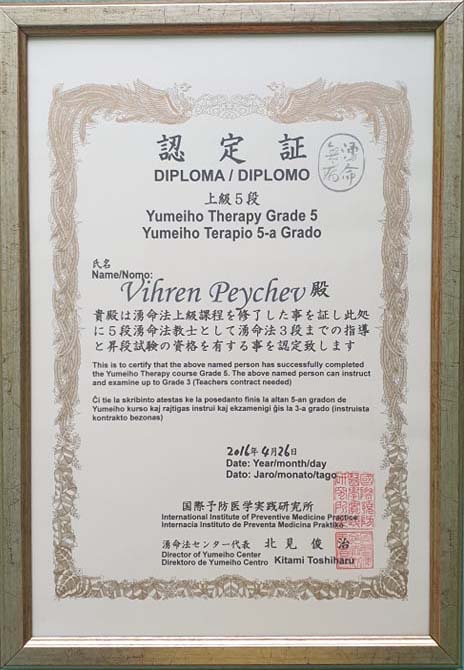 認定証
湧命
無病
DIPLOMA / DIPLOMO
上級5段
Yumeiho Therapy Grade 5
Yumeiho Terapio 5-a Grado
氏名
Name/Nomo:
Vihren Peychev 殿
貴殿は湧命法上級課程を修了した事を証し此処
に5段湧命法教士として湧命法3段までの指導
と昇段試験の資格を有する事を認定致します
This is to certify that the above named person has successfully completed
the Yumeiho Therapy course Grade 5. The above named person can instruct
and examine up to Grade 3 (Teachers contract needed)
Ĉi tie la skribinto atestas ke la posedanto finis la altan 5-an gradon de
Yumeiho kurso kaj rajtigas instrui kaj ekzamenigi ĝis la 3-a grado (instruista
kontrakto bezonas)
2016年4月26日
Date: Year/month/day
Dato: Jaro/monato/tago
国際予防医学実践研究所
International Institute of Preventive Medicine Practice
Internacia Instituto de Preventa Medicina Praktiko
湧命法センター代表 北見俊治
Director of Yumeiho Center
Direktoro de Yumeiho Centro Kitami Toshiharu